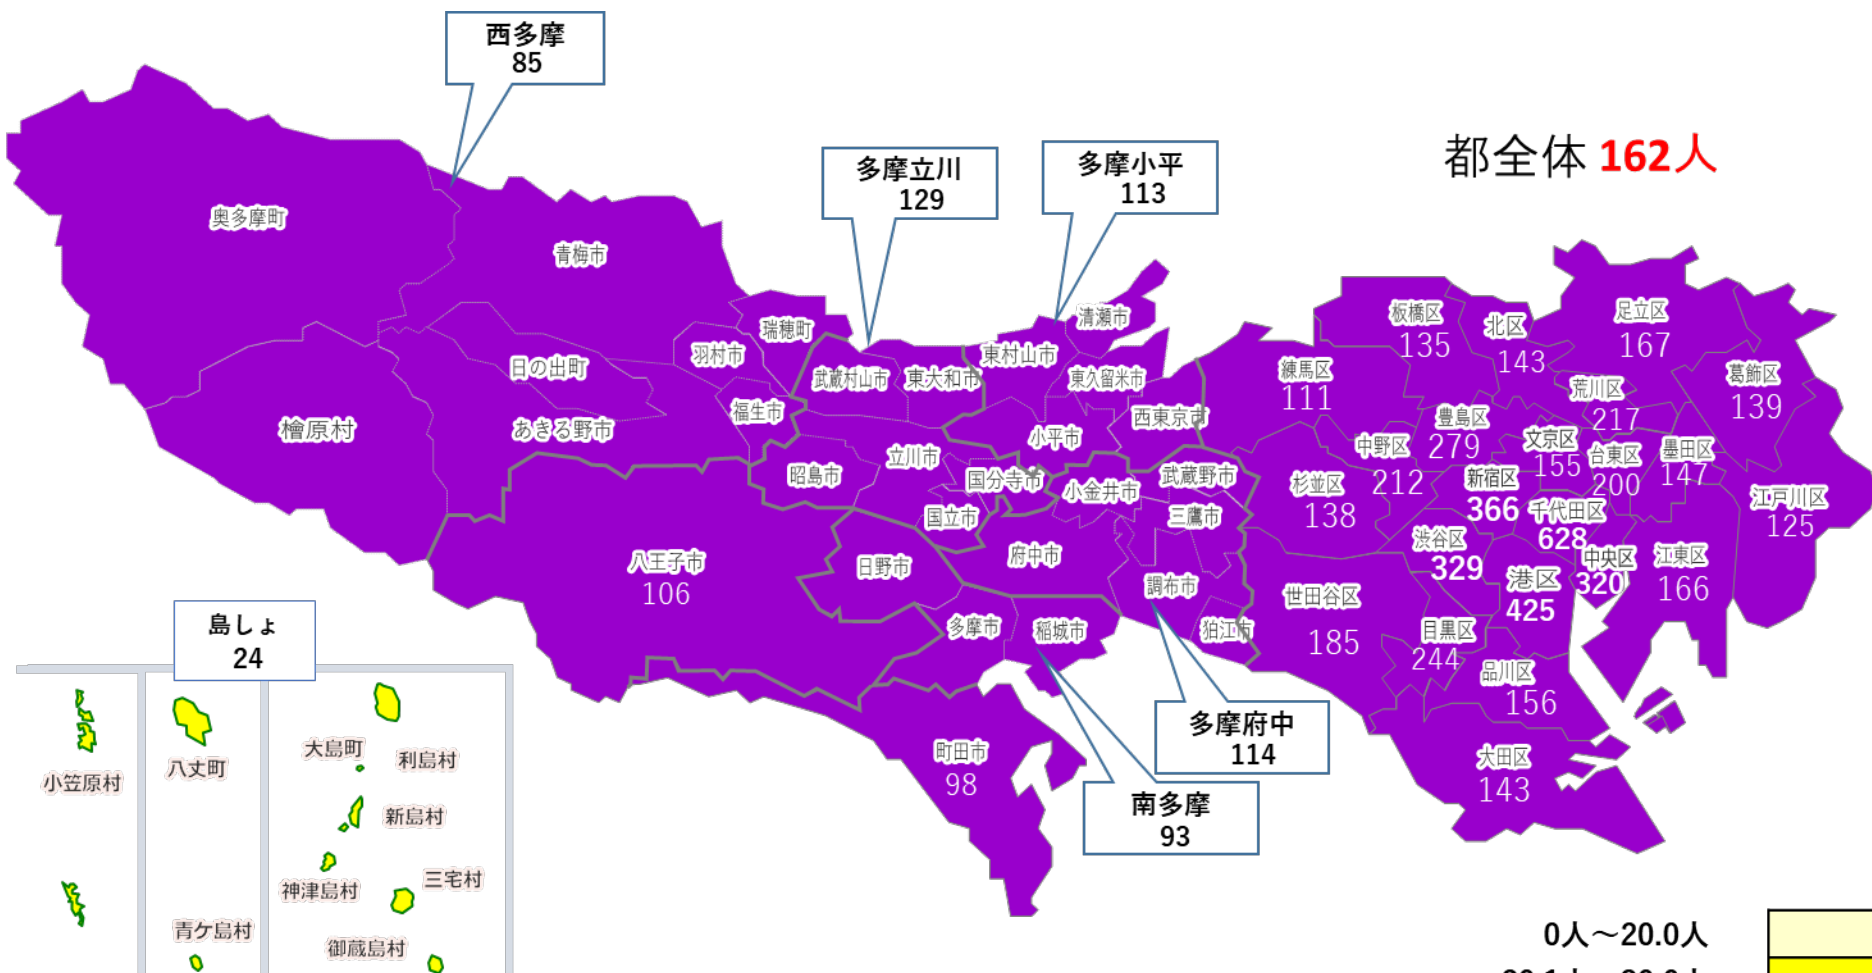 西多摩
85
多摩立川
129
多摩小平
113
都全体 162人
奥多摩町
青梅市
瑞穂町
羽村市
日の出町
福生市
あきる野市
檜原村
武蔵村山市
東大和市
東村山市
清瀬市
東久留米市
西東京市
小平市
立川市
昭島市
国分寺市
国立市
小金井市
武蔵野市
三鷹市
府中市
調布市
狛江市
八王子市
106
日野市
多摩市
稲城市
町田市
98
多摩府中
114
南多摩
93
板橋区
135
北区
143
足立区
167
葛飾区
139
練馬区
111
豊島区
279
荒川区
217
文京区
155
台東区
200
墨田区
147
中野区
212
杉並区
138
新宿区
366
千代田区
628
江戸川区
125
渋谷区
329
港区
425
中央区
320
江東区
166
世田谷区
185
目黒区
244
品川区
156
大田区
143
島しょ
24
小笠原村
八丈町
青ケ島村
大島町
利島村
新島村
神津島村
三宅村
御蔵島村
0人～20.0人